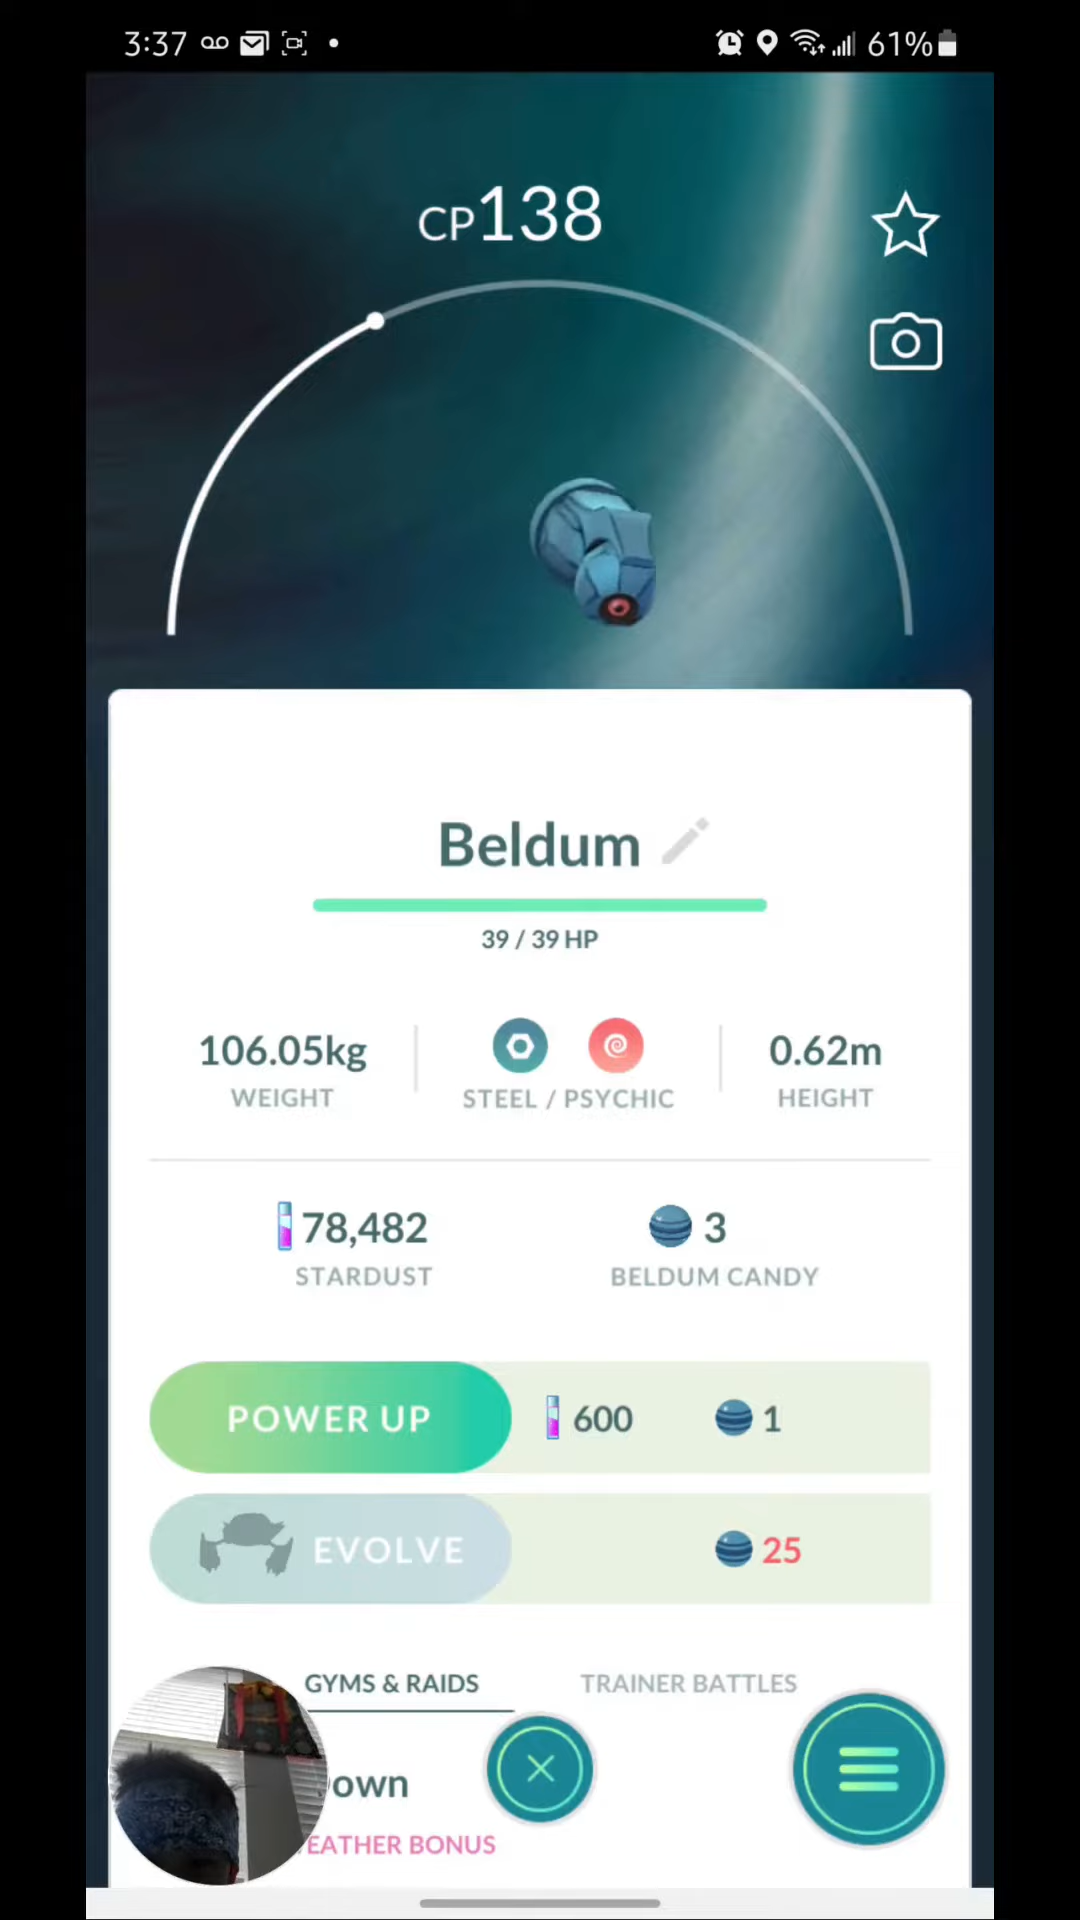 3:37
61%
CP138
Beldum
39 / 39 HP
106.05kg
WEIGHT
STEEL / PSYCHIC
0.62m
HEIGHT
78,482
STARDUST
3
BELDUM CANDY
POWER UP
600
1
EVOLVE
25
GYMS & RAIDS
TRAINER BATTLES
own
EATHER BONUS